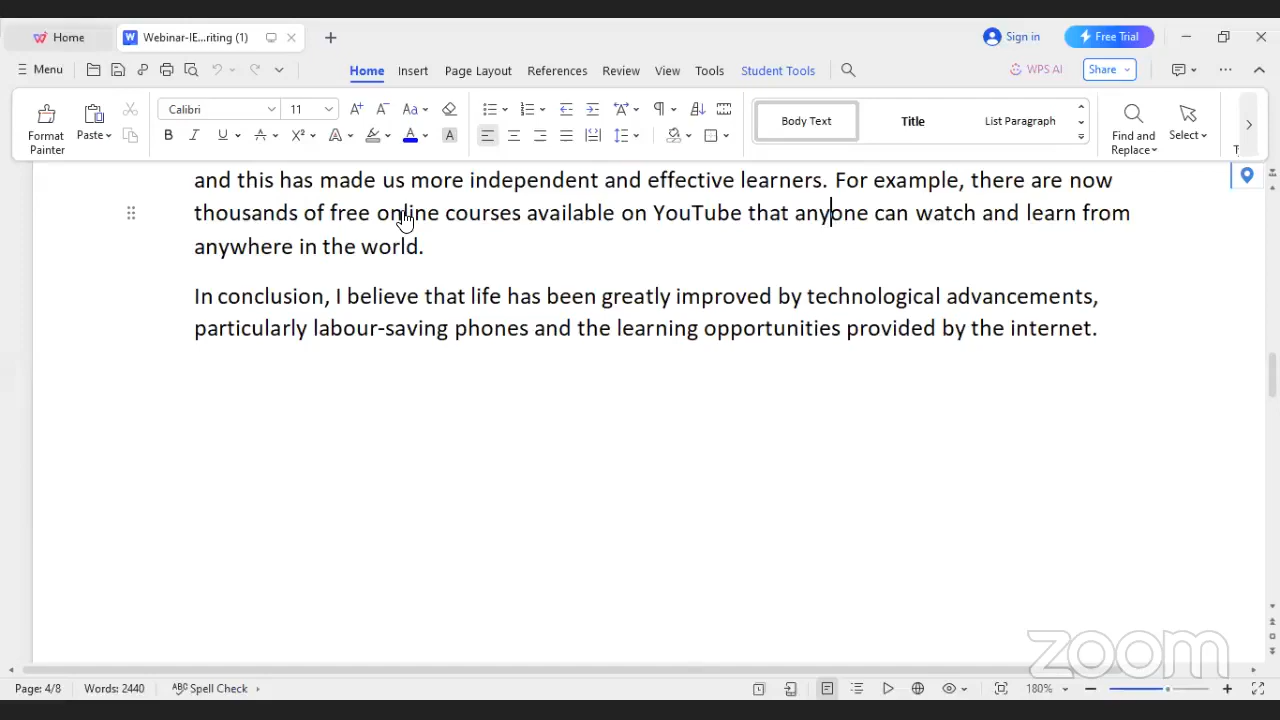 Home
Webinar-IE...riting (1)
Sign in
Free Trial
Menu
Home Insert Page Layout References Review View Tools Student Tools
WPS AI
Share
Format Painter
Paste
Calibri
11
Body Text
Title
List Paragraph
Find and Replace
Select
and this has made us more independent and effective learners. For example, there are now
thousands of free online courses available on YouTube that anyone can watch and learn from
anywhere in the world.
In conclusion, I believe that life has been greatly improved by technological advancements,
particularly labour-saving phones and the learning opportunities provided by the internet.
zoom
Page: 4/8 Words: 2440 Spell Check 180%